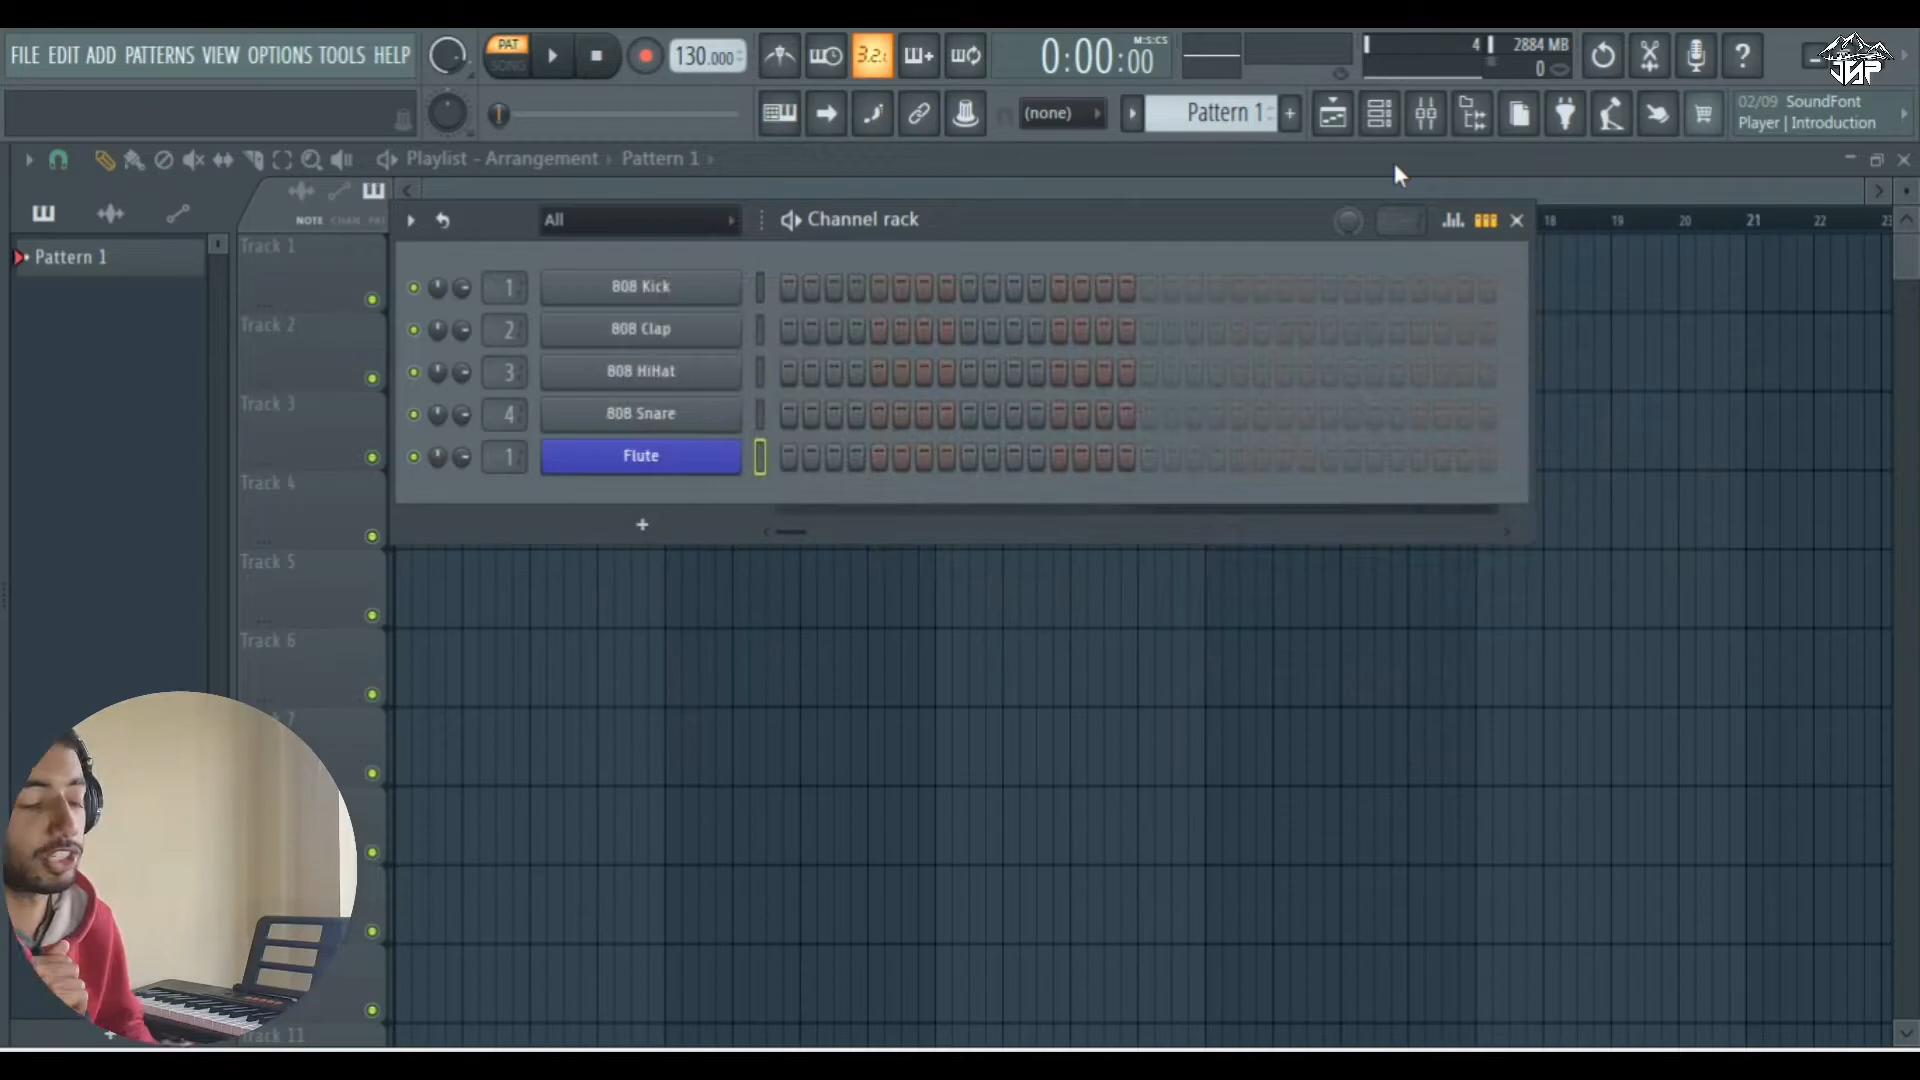 FILE EDIT ADD PATTERNS VIEW OPTIONS TOOLS HELP
PAT
SONG
130.000
3.2.
0:00:00
M:S:CS
4
2884 MB
0
JNP
(none)
Pattern 1
+
02/09 SoundFont
Player | Introduction
Playlist - Arrangement › Pattern 1 ›
NOTE CHAN PAT
Pattern 1
All
Channel rack
18 19 20 21 22 23
Track 1
Track 2
Track 3
Track 4
Track 5
Track 6
Track 11
1 808 Kick
2 808 Clap
3 808 HiHat
4 808 Snare
1 Flute
+